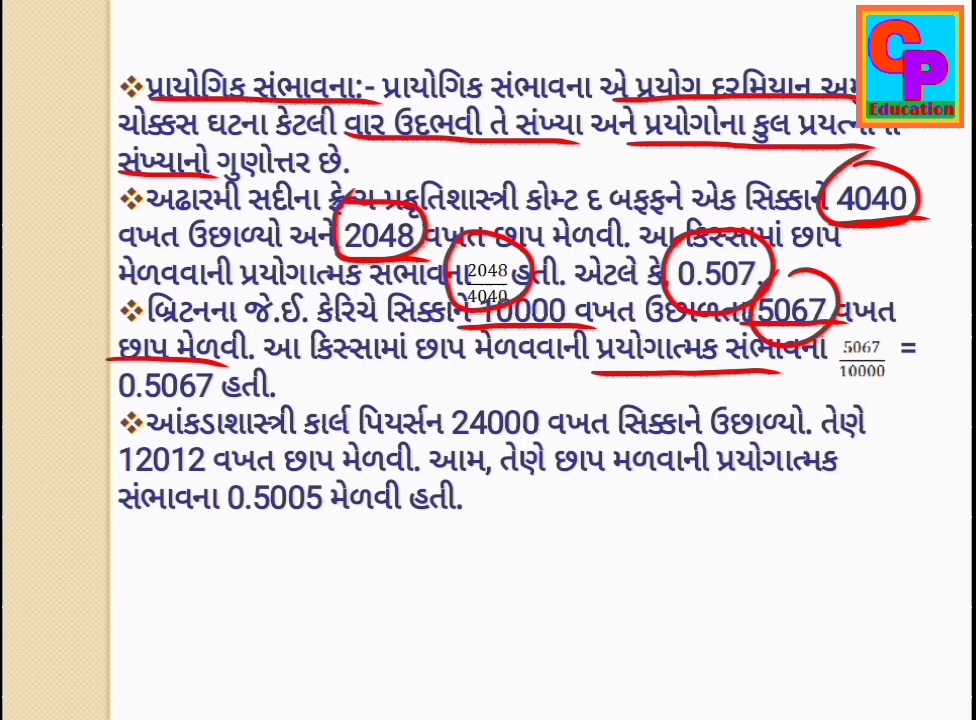 CP
Education
❖પ્રાયોગિક સંભાવના:- પ્રાયોગિક સંભાવના એ પ્રયોગ દરમિયાન
ચોક્કસ ઘટના કેટલી વાર ઉદભવી તે સંખ્યા અને પ્રયોગોના કુલ
સંખ્યાનો ગુણોત્તર છે.
❖અઢારમી સદીના ફ્રેન્ચ પ્રકૃતિશાસ્ત્રી કોમ્ટ દ બફફને એક સિક્કાને 4040
વખત ઉછાળ્યો અને 2048 વખત છાપ મેળવી. આ કિસ્સામાં છાપ
મેળવવાની પ્રયોગાત્મક સંભાવના 2048/4040 હતી. એટલે કે 0.507.
❖બ્રિટનના જે.ઈ. કેરિચે સિક્કાને 10000 વખત ઉછાળતા 5067 વખત
છાપ મેળવી. આ કિસ્સામાં છાપ મેળવવાની પ્રયોગાત્મક સંભાવના 5067/10000 =
0.5067 હતી.
❖આંકડાશાસ્ત્રી કાર્લ પિયર્સન 24000 વખત સિક્કાને ઉછાળ્યો. તેણે
12012 વખત છાપ મેળવી. આમ, તેણે છાપ મળવાની પ્રયોગાત્મક
સંભાવના 0.5005 મેળવી હતી.